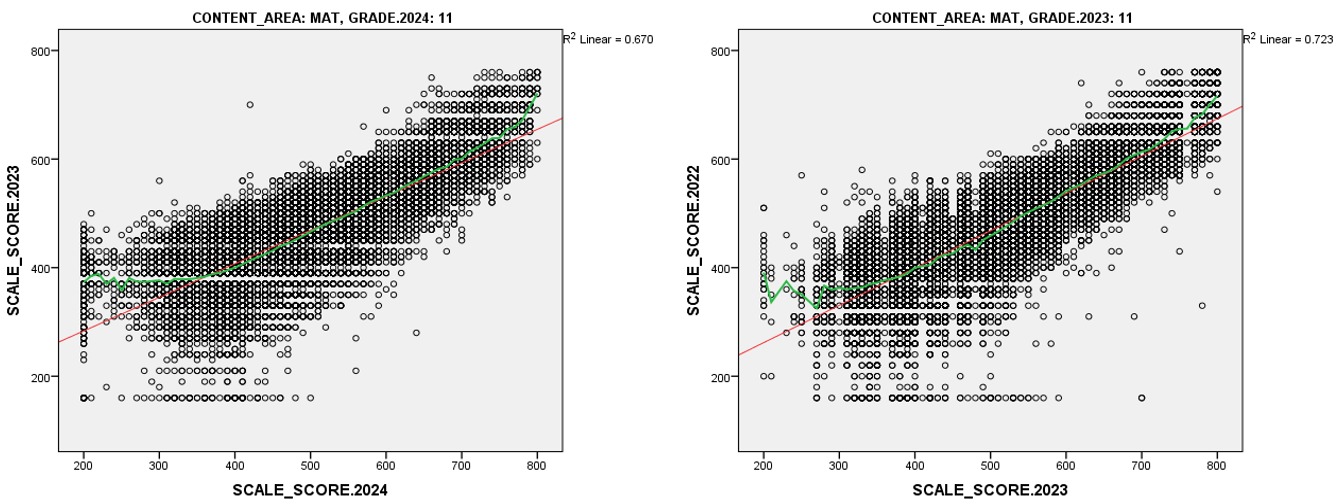 CONTENT_AREA: MAT, GRADE.2024: 11
R² Linear = 0.670
800
600
400
200
SCALE_SCORE.2023
200 300 400 500 600 700 800
SCALE_SCORE.2024
CONTENT_AREA: MAT, GRADE.2023: 11
R² Linear = 0.723
800
600
400
200
SCALE_SCORE.2022
200 300 400 500 600 700 800
SCALE_SCORE.2023